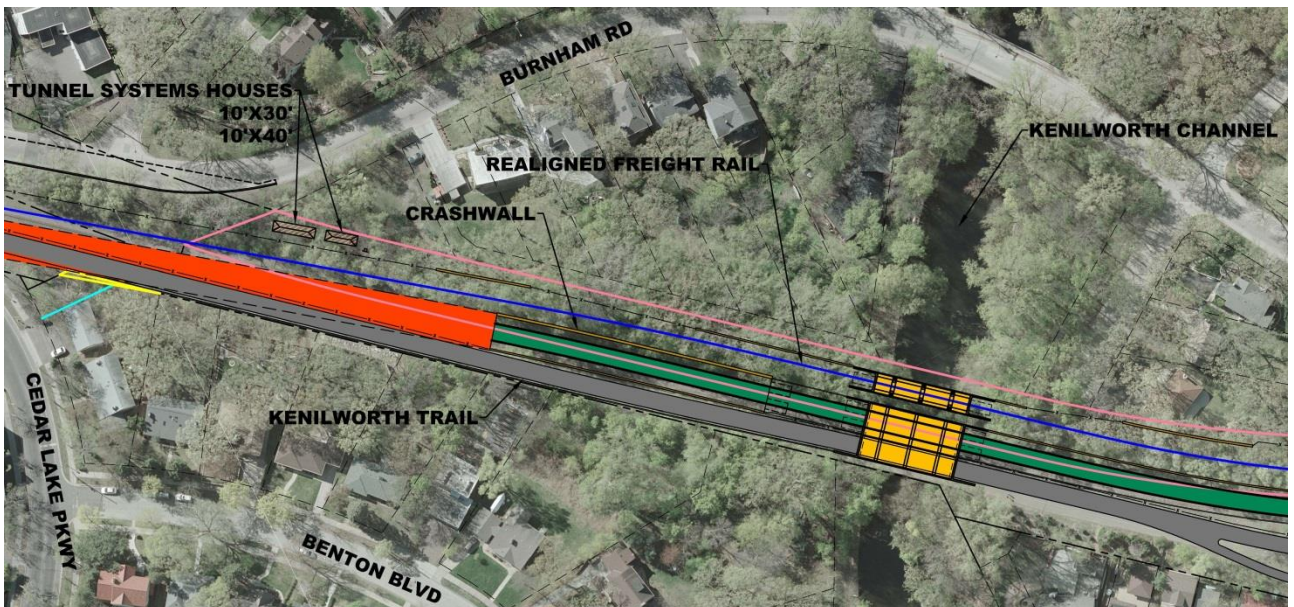 BURNHAM RD
TUNNEL SYSTEMS HOUSES
10'X30'
10'X40'
KENILWORTH CHANNEL
REALIGNED FREIGHT RAIL
CRASHWALL
KENILWORTH TRAIL
CEDAR LAKE PKWY
BENTON BLVD